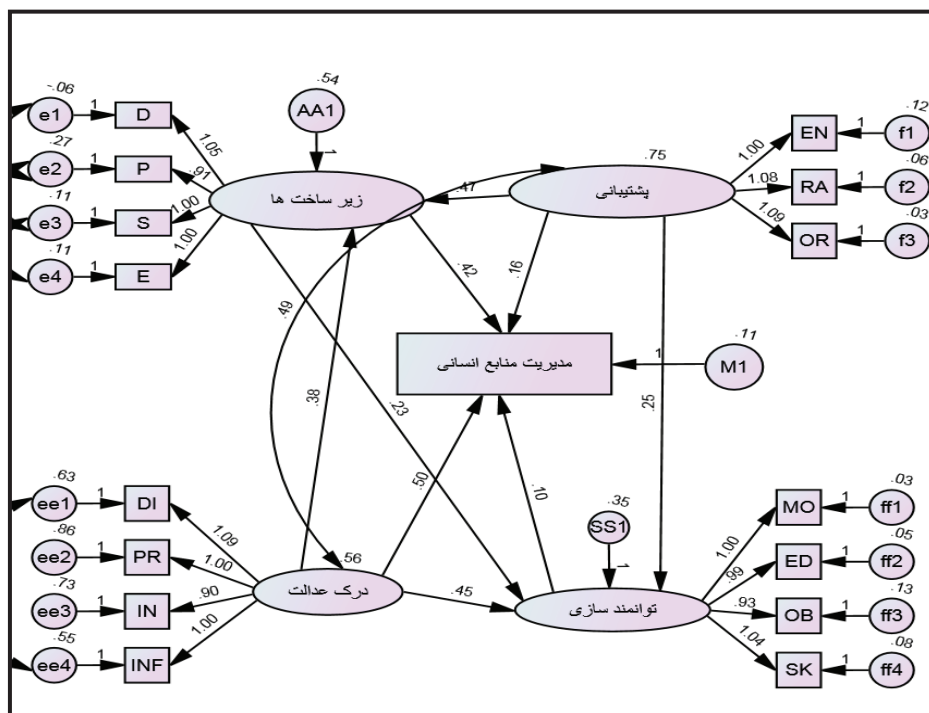 -.06
.54
e1
1
D
AA1
.12
1.05
1
EN
1
f1
.27
.75
1.00
e2
1
P
.91
.06
.47
1.08
RA
1
f2
.11
زیر ساخت ها
پشتیبانی
1.00
e3
1
S
1.09
.03
OR
1
f3
.11
1.00
e4
1
E
.42
.16
.49
.11
مدیریت منابع انسانی
1
M1
.38
.23
.25
.63
.50
.10
ee1
1
DI
.35
.03
MO
1
ff1
.86
1.09
SS1
1.00
ee2
1
PR
1
.05
1.00
.56
.99
ED
1
ff2
.73
درک عدالت
.45
توانمند سازی
ee3
1
IN
.90
.93
.13
OB
1
ff3
.55
1.00
1.04
.08
ee4
1
INF
SK
1
ff4